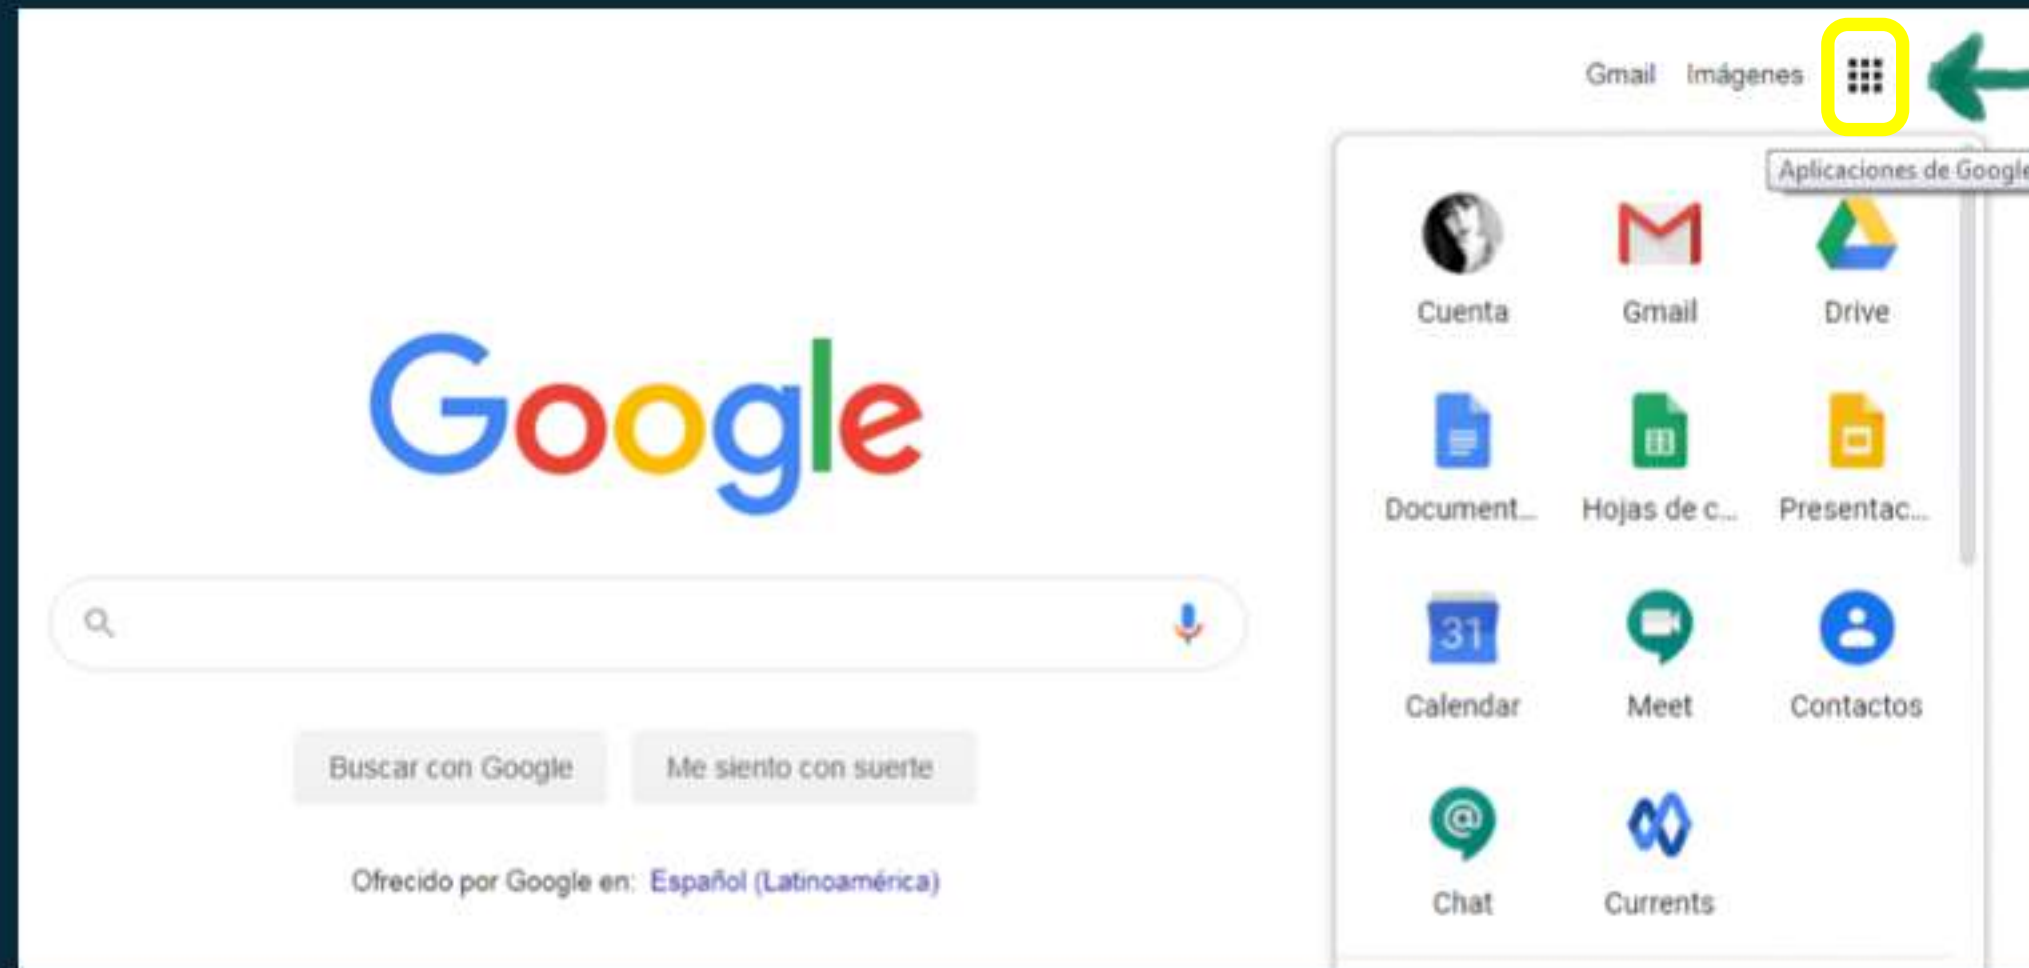 Gmail Imágenes
Aplicaciones de Google
Cuenta Gmail Drive
Google
Document... Hojas de c... Presentac...
31
Calendar Meet Contactos
Buscar con Google Me siento con suerte
@
Chat Currents
Ofrecido por Google en: Español (Latinoamérica)